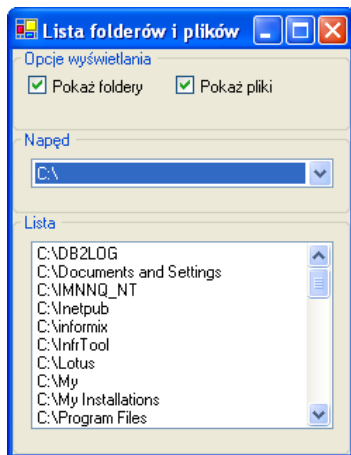 Lista folderów i plików
Opcje wyświetlania
Pokaż foldery Pokaż pliki
Napęd
C:\
Lista
C:\DB2LOG
C:\Documents and Settings
C:\IMNNQ_NT
C:\Inetpub
C:\informix
C:\InfrTool
C:\Lotus
C:\My
C:\My Installations
C:\Program Files